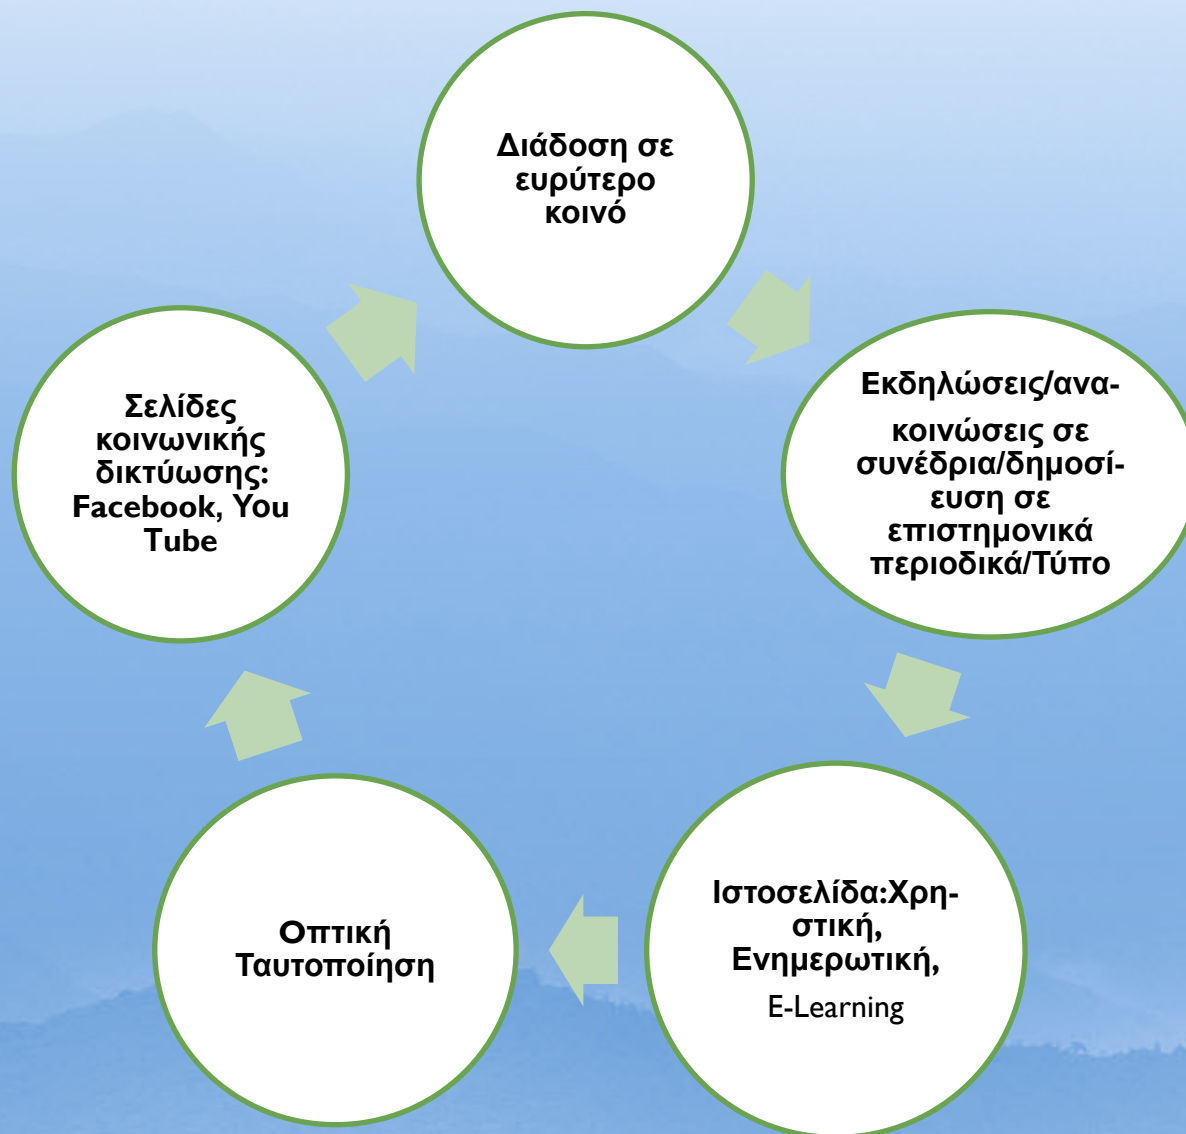 Διάδοση σε
ευρύτερο
κοινό
Εκδηλώσεις/ανα-
κοινώσεις σε
συνέδρια/δημοσί-
ευση σε
επιστημονικά
περιοδικά/Τύπο
Ιστοσελίδα:Χρη-
στική,
Ενημερωτική,
E-Learning
Οπτική
Ταυτοποίηση
Σελίδες
κοινωνικής
δικτύωσης:
Facebook, You
Tube